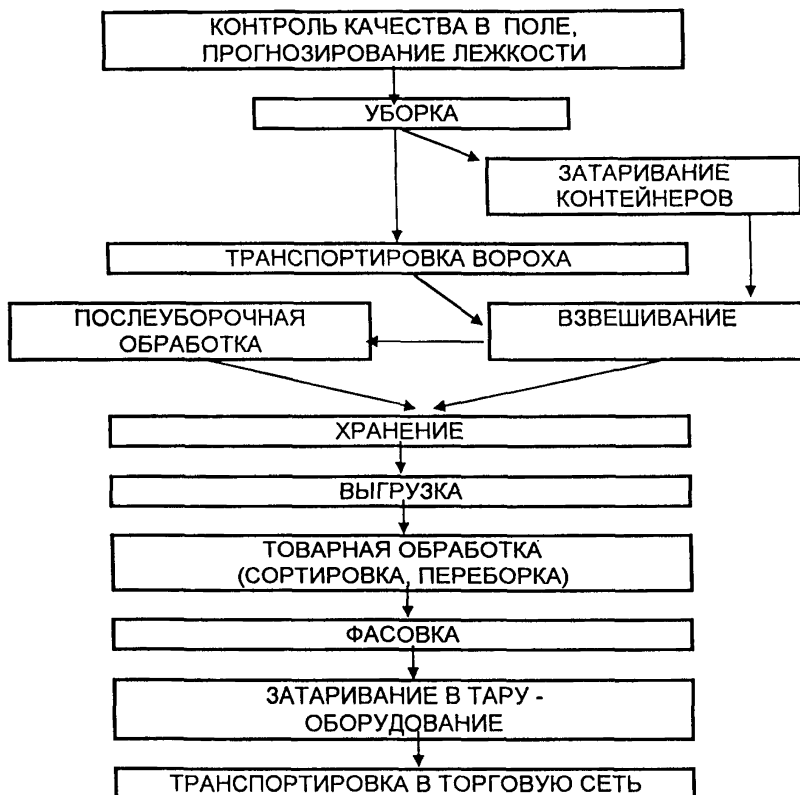 КОНТРОЛЬ КАЧЕСТВА В ПОЛЕ,
ПРОГНОЗИРОВАНИЕ ЛЕЖКОСТИ
УБОРКА
ЗАТАРИВАНИЕ
КОНТЕЙНЕРОВ
ТРАНСПОРТИРОВКА ВОРОХА
ПОСЛЕУБОРОЧНАЯ
ОБРАБОТКА
ВЗВЕШИВАНИЕ
ХРАНЕНИЕ
ВЫГРУЗКА
ТОВАРНАЯ ОБРАБОТКА
(СОРТИРОВКА, ПЕРЕБОРКА)
ФАСОВКА
ЗАТАРИВАНИЕ В ТАРУ -
ОБОРУДОВАНИЕ
ТРАНСПОРТИРОВКА В ТОРГОВУЮ СЕТЬ